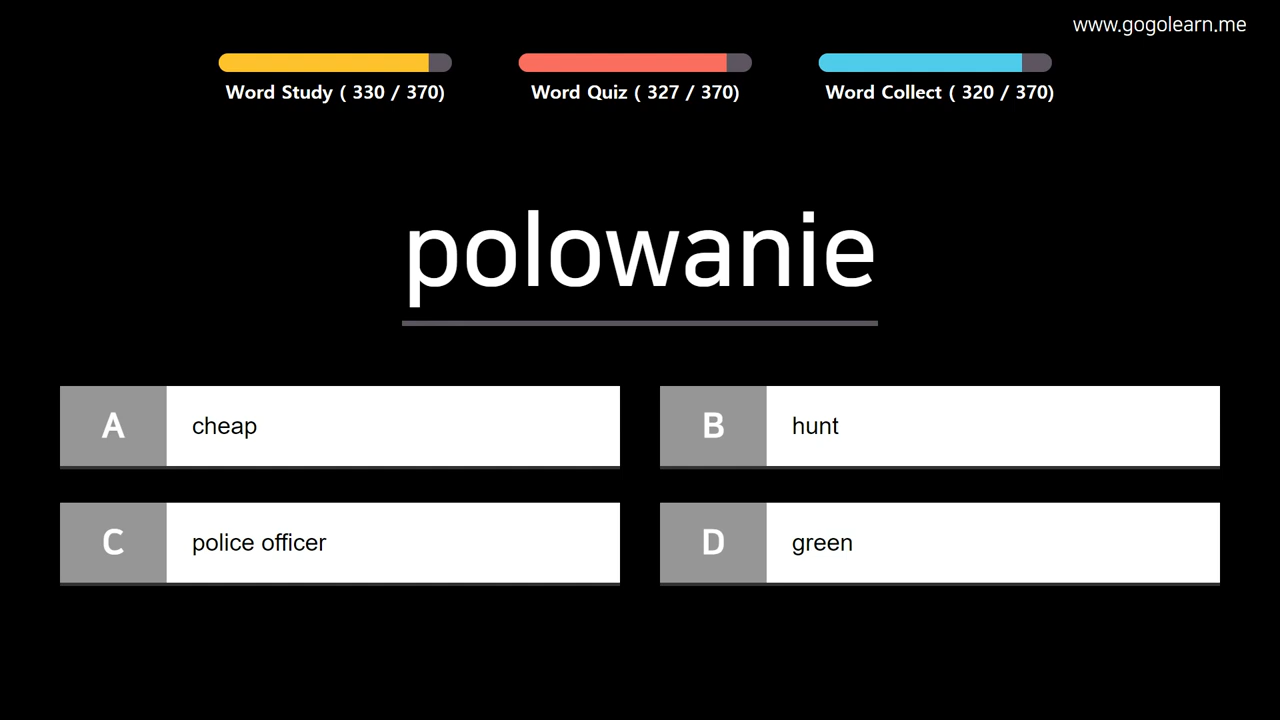 www.gogolearn.me
Word Study ( 330 / 370)
Word Quiz ( 327 / 370)
Word Collect ( 320 / 370)
polowanie
A
cheap
B
hunt
C
police officer
D
green